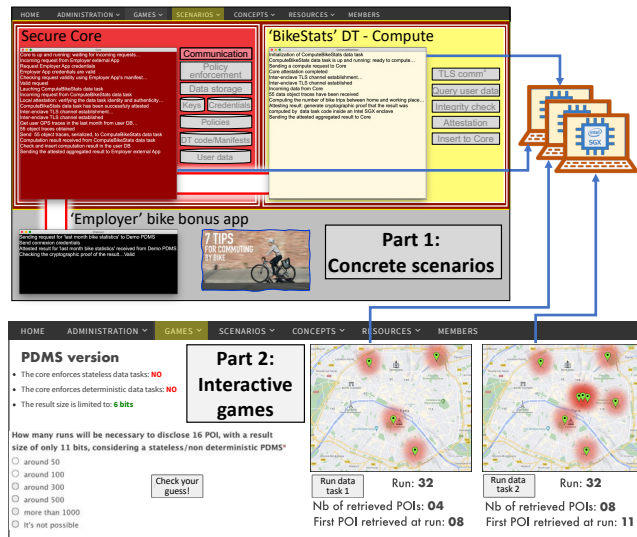 HOME ADMINISTRATION GAMES SCENARIOS CONCEPTS RESOURCES MEMBERS
Secure Core
Core is up and running: waiting for incoming requests...
Incoming request from Employer external App
Request Employer App credentials
Employer App credentials are valid
Checking request validity using Employer App's manifest...
Valid request
Lauching ComputeBikeStats data task
Incoming request from ComputeBikeStats data task
Local attestation: verifying the data task identity and authenticity...
ComputeBikeStats data task has been successfuly attested
Inter-enclave TLS channel establishment...
Inter-enclave TLS channel established
Get user GPS traces in the last month from user DB...
55 object traces obtained
Send 55 object traces, serialized, to ComputeBikeStats data task
Computation result received from ComputeBikeStats data task
Check and insert computation result in the user DB
Sending the attested aggregated result to Employer external app
Communication
Policy
enforcement
Data storage
Keys
Credentials
Policies
DT code/Manifests
User data
'BikeStats' DT - Compute
Initialization of ComputeBikeStats data task
ComputeBikeStats data task is up and running: ready to compute...
Sending a compute request to Core
Core attestation completed
Inter-enclave TLS channel establishment...
Inter-enclave TLS channel established
Incoming data from Core
55 data object traces have been received
Computing the number of bike trips between home and working place...
Attesting result: generate cryptographic proof that the result was
computed by data task code inside an Intel SGX enclave
Sending the attested aggregated result to Core
TLS comm°
Query user data
Integrity check
Attestation
Insert to Core
intel
SGX
'Employer' bike bonus app
Sending request for 'last month bike statistics' to Demo PDMS
Send connexion credentials
Attested result for 'last month bike statistics' received from Demo PDMS
Checking the cryptographic proof of the result...Valid
7 TIPS
FOR COMMUTING
BY BIKE
Part 1:
Concrete scenarios
HOME ADMINISTRATION GAMES SCENARIOS CONCEPTS RESOURCES MEMBERS
PDMS version
• The core enforces stateless data tasks: NO
• The core enforces deterministic data tasks: NO
• The result size is limited to: 6 bits
Part 2:
Interactive
games
How many runs will be necessary to disclose 16 POI, with a result
size of only 11 bits, considering a stateless/non deterministic PDMS*
around 50
around 100
around 300
around 500
more than 1000
It's not possible
Check your
guess!
Run data
task 1
Run: 32
Nb of retrieved POIs: 04
First POI retrieved at run: 08
Run data
task 2
Run: 32
Nb of retrieved POIs: 08
First POI retrieved at run: 11